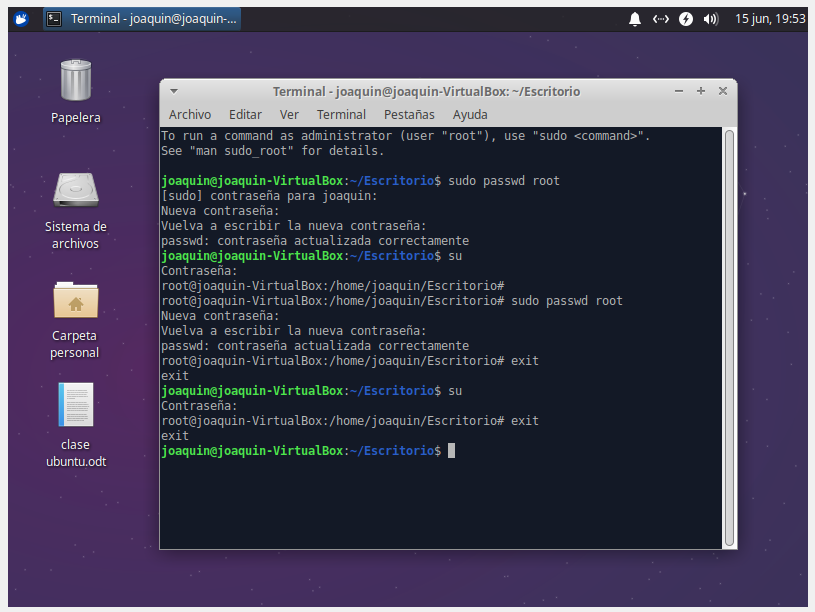 Terminal - joaquin@joaquin-...
15 jun, 19:53
Papelera
Sistema de
archivos
Carpeta
personal
clase
ubuntu.odt
Terminal - joaquin@joaquin-VirtualBox: ~/Escritorio
Archivo Editar Ver Terminal Pestañas Ayuda
To run a command as administrator (user "root"), use "sudo <command>".
See "man sudo_root" for details.
joaquin@joaquin-VirtualBox:~/Escritorio$ sudo passwd root
[sudo] contraseña para joaquin:
Nueva contraseña:
Vuelva a escribir la nueva contraseña:
passwd: contraseña actualizada correctamente
joaquin@joaquin-VirtualBox:~/Escritorio$ su
Contraseña:
root@joaquin-VirtualBox:/home/joaquin/Escritorio#
root@joaquin-VirtualBox:/home/joaquin/Escritorio# sudo passwd root
Nueva contraseña:
Vuelva a escribir la nueva contraseña:
passwd: contraseña actualizada correctamente
root@joaquin-VirtualBox:/home/joaquin/Escritorio# exit
exit
joaquin@joaquin-VirtualBox:~/Escritorio$ su
Contraseña:
root@joaquin-VirtualBox:/home/joaquin/Escritorio# exit
exit
joaquin@joaquin-VirtualBox:~/Escritorio$